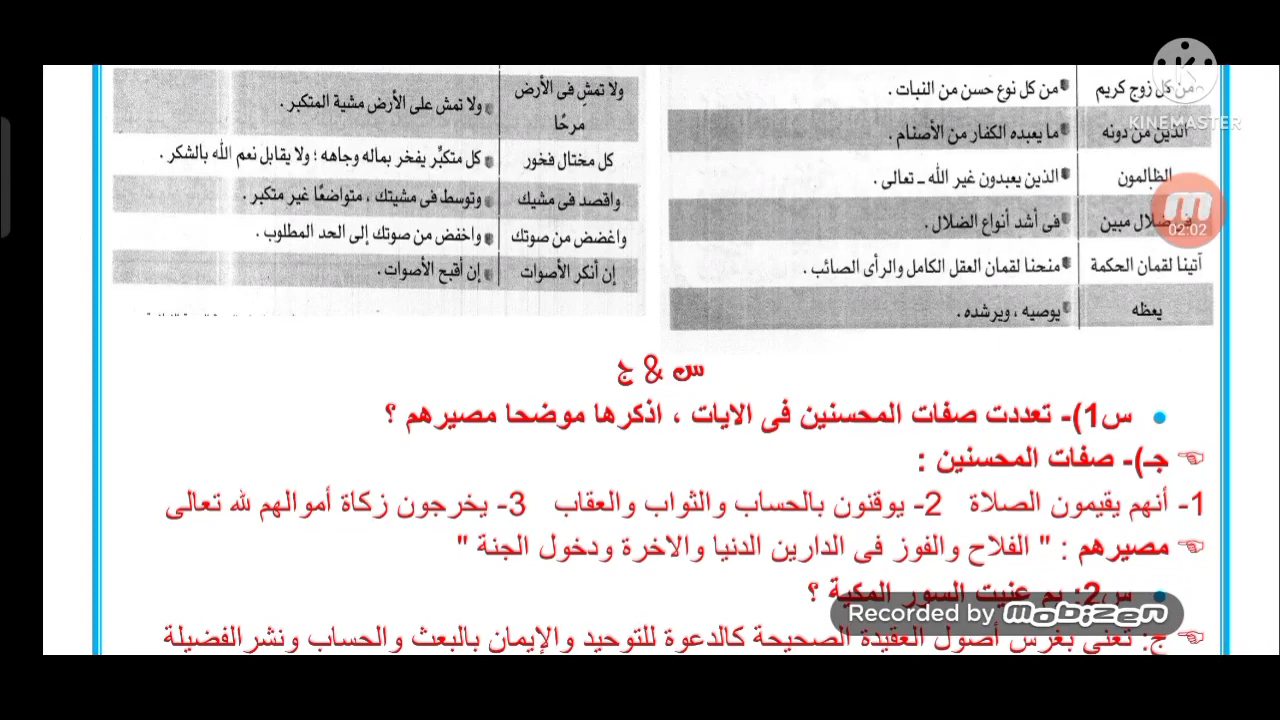 من كل زوج كريم
من كل نوع حسن من النبات .
الذين من دونه
ما يعبده الكفار من الأصنام .
الظالمون
الذين يعبدون غير الله ـ تعالى .
ضلال مبين
فى أشد أنواع الضلال .
آتينا لقمان الحكمة
منحنا لقمان العقل الكامل والرأى الصائب .
يعظه
يوصيه ، ويرشده .
ولا تمشِ فى الأرض
مرحًا
ولا تمش على الأرض مشية المتكبر .
كل مختال فخور
كل متكبِّر يفخر بماله وجاهه ؛ ولا يقابل نعم الله بالشكر .
واقصد فى مشيك
وتوسط فى مشيتك ، متواضعًا غير متكبر .
واغضض من صوتك
واخفض من صوتك إلى الحد المطلوب .
إن أنكر الأصوات
إن أقبح الأصوات .
KINEMASTER
02:02
س & ج
س1)- تعددت صفات المحسنين فى الايات ، اذكرها موضحا مصيرهم ؟
جـ)- صفات المحسنين :
1- أنهم يقيمون الصلاة 2- يوقنون بالحساب والثواب والعقاب 3- يخرجون زكاة أموالهم لله تعالى
مصيرهم : " الفلاح والفوز فى الدارين الدنيا والاخرة ودخول الجنة "
س2: بم عنيت السور المكية ؟
Recorded by mobizen
ج: تعنى بغرس أصول العقيدة الصحيحة كالدعوة للتوحيد والإيمان بالبعث والحساب ونشر الفضيلة